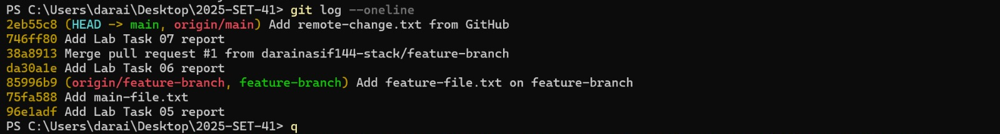 PS C:\Users\darai\Desktop\2025-SET-41> git log --oneline
2eb55c8 (HEAD -> main, origin/main) Add remote-change.txt from GitHub
746ff80 Add Lab Task 07 report
38a8913 Merge pull request #1 from darainasif144-stack/feature-branch
da30a1e Add Lab Task 06 report
85996b9 (origin/feature-branch, feature-branch) Add feature-file.txt on feature-branch
75fa588 Add main-file.txt
96e1adf Add Lab Task 05 report
PS C:\Users\darai\Desktop\2025-SET-41> q